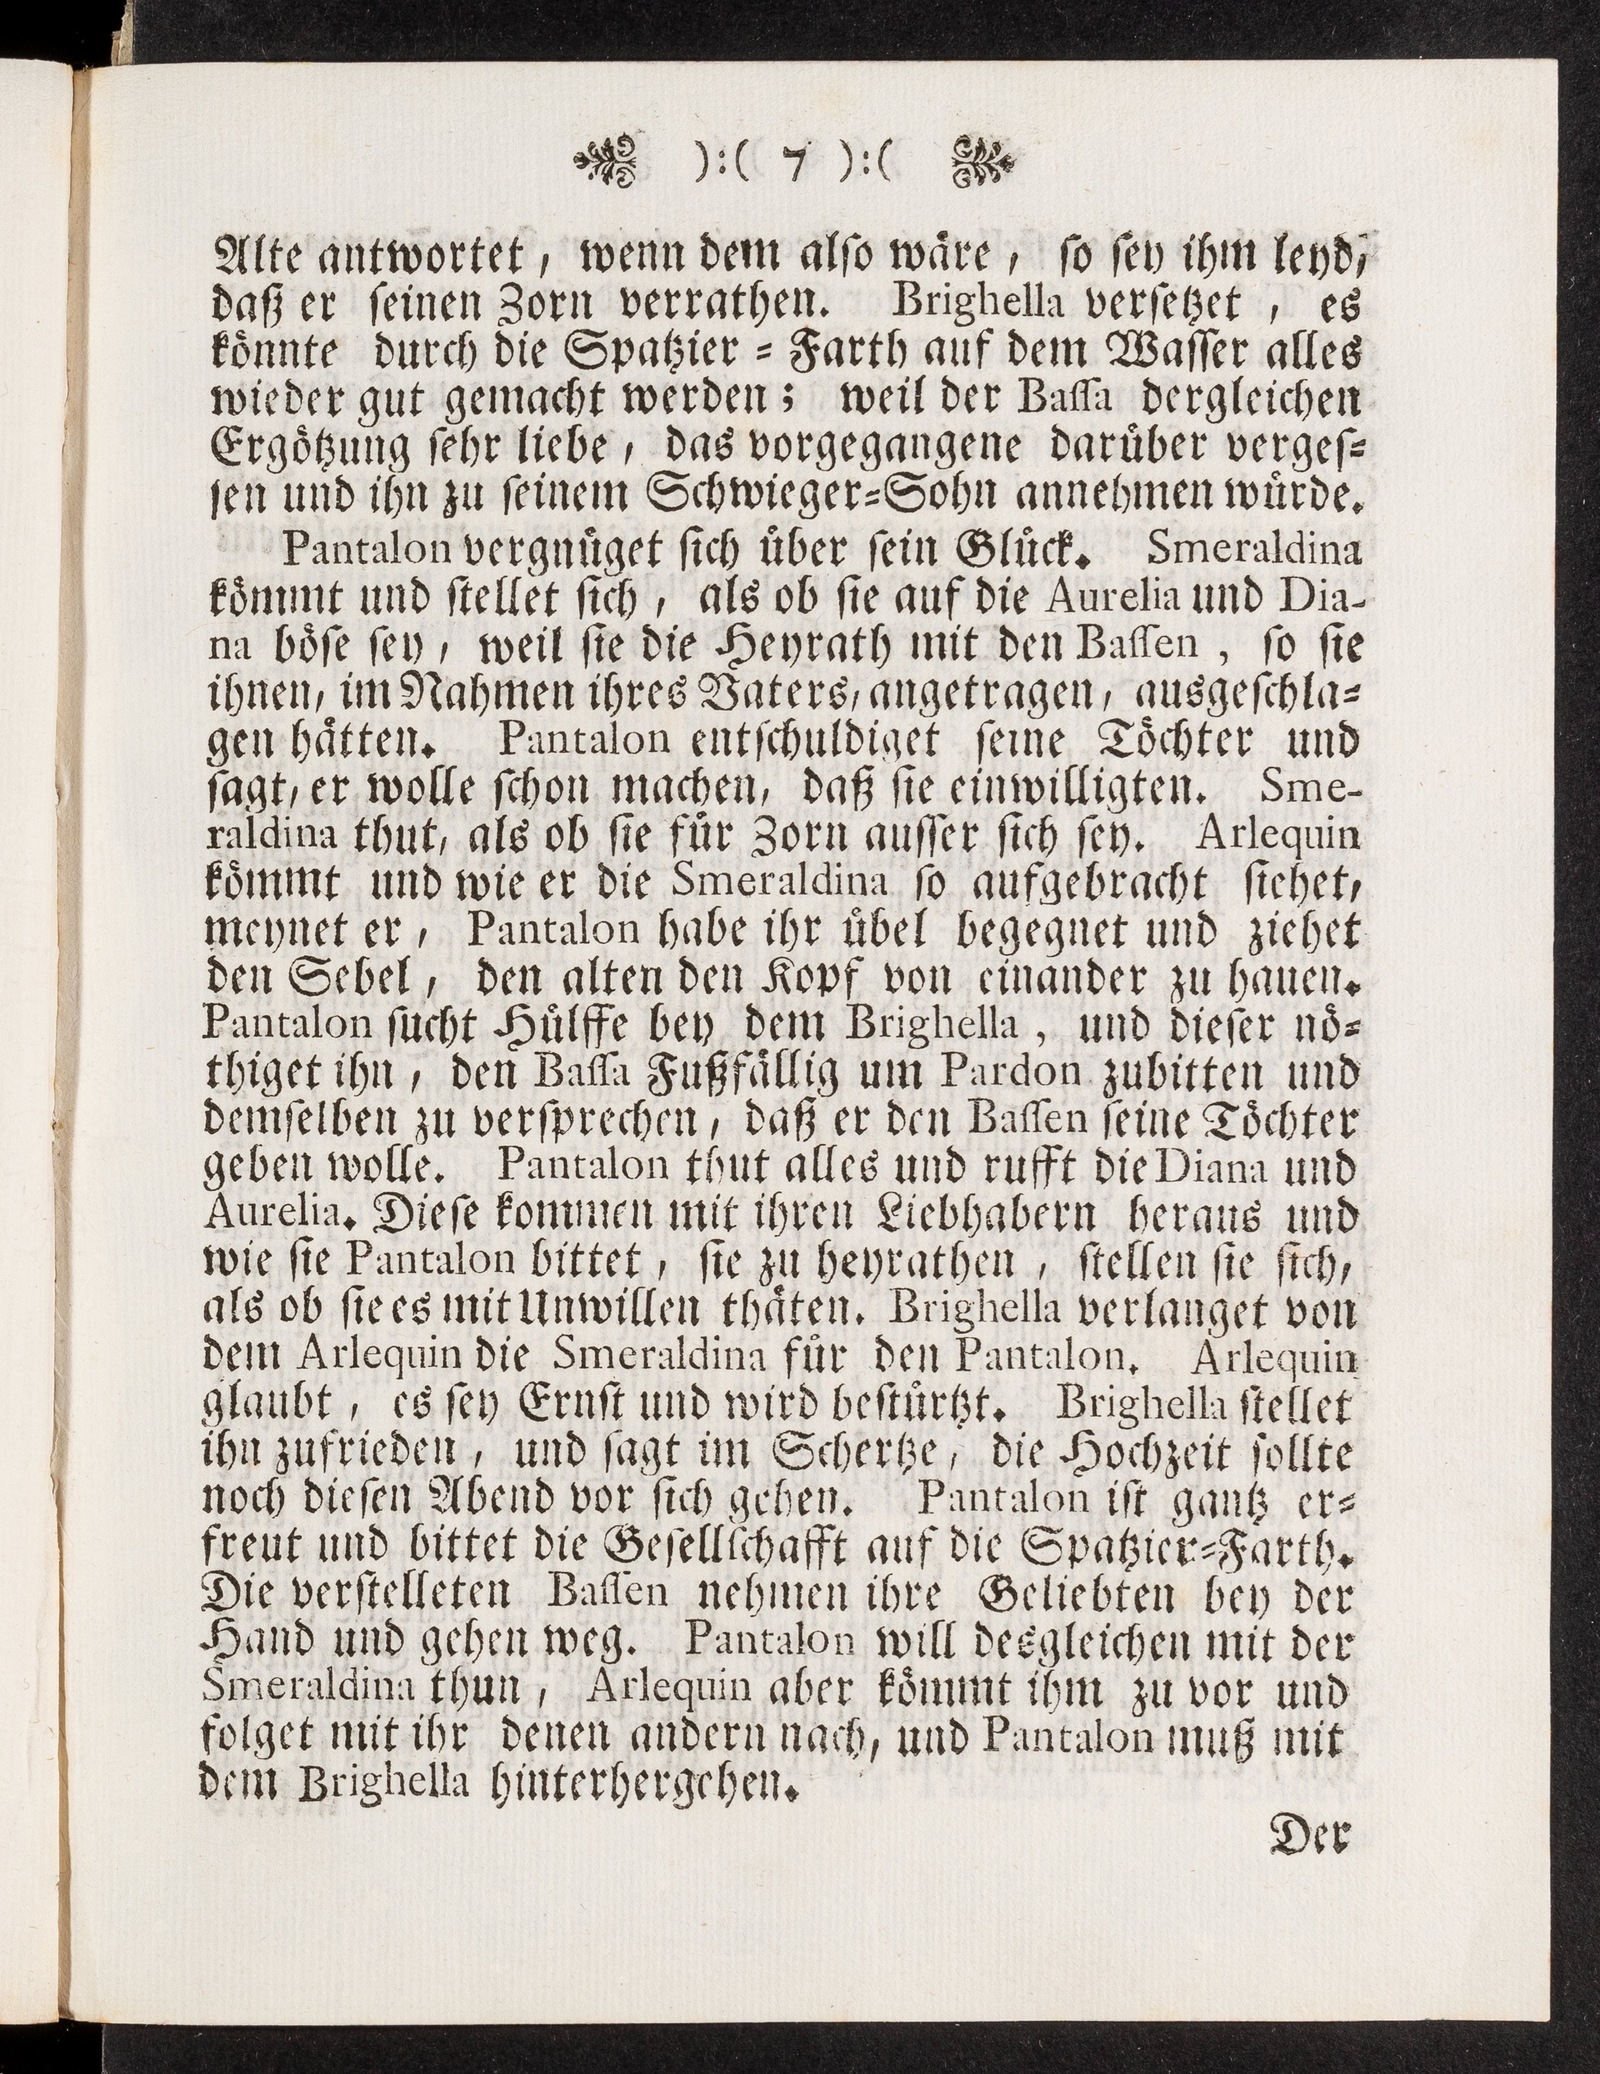 ):( 7 ):(
Alte antwortet, wenn dem also wäre, so sey ihm leyd,
daß er seinen Zorn verrathen. Brighella versetzet, es
könnte durch die Spatzier-Farth auf dem Wasser alles
wieder gut gemacht werden; weil der Bassa dergleichen
Ergötzung sehr liebe, das vorgegangene darüber verges-
sen und ihn zu seinem Schwieger-Sohn annehmen würde.
Pantalon vergnüget sich über sein Glück. Smeraldina
kömmt und stellet sich, als ob sie auf die Aurelia und Dia-
na böse sey, weil sie die Heyrath mit den Bassen, so sie
ihnen, im Nahmen ihres Vaters, angetragen, ausgeschla-
gen hätten. Pantalon entschuldiget seine Töchter und
sagt, er wolle schon machen, daß sie einwilligten. Sme-
raldina thut, als ob sie für Zorn ausser sich sey. Arlequin
kömmt und wie er die Smeraldina so aufgebracht siehet,
meynet er, Pantalon habe ihr übel begegnet und ziehet
den Sebel, den alten den Kopf von einander zu hauen.
Pantalon sucht Hülffe bey dem Brighella, und dieser nö-
thiget ihn, den Bassa Fußfällig um Pardon zubitten und
demselben zu versprechen, daß er den Bassen seine Töchter
geben wolle. Pantalon thut alles und rufft die Diana und
Aurelia. Diese kommen mit ihren Liebhabern heraus und
wie sie Pantalon bittet, sie zu heyrathen, stellen sie sich,
als ob sie es mit Unwillen thäten. Brighella verlanget von
dem Arlequin die Smeraldina für den Pantalon. Arlequin
glaubt, es sey Ernst und wird bestürtzt. Brighella stellet
ihn zufrieden, und sagt im Schertze, die Hochzeit sollte
noch diesen Abend vor sich gehen. Pantalon ist gantz er-
freut und bittet die Gesellschafft auf die Spatzier-Farth.
Die verstelleten Bassen nehmen ihre Geliebten bey der
Hand und gehen weg. Pantalon will desgleichen mit der
Smeraldina thun, Arlequin aber kömmt ihm zu vor und
folget mit ihr denen andern nach, und Pantalon muß mit
dem Brighella hinterhergehen.
Der